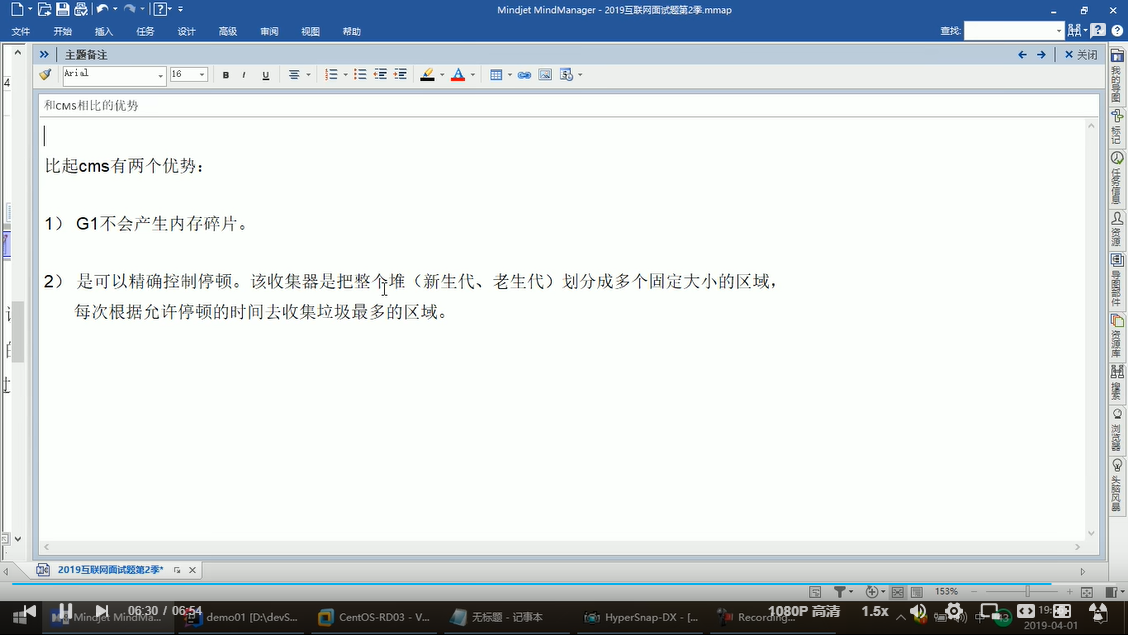 Mindjet MindManager - 2019互联网面试题第2季.mmap
文件 开始 插入 任务 设计 高级 审阅 视图 帮助 查找:
主题备注 关闭
Arial 16 B I U
和CMS相比的优势
比起cms有两个优势：
1） G1不会产生内存碎片。
2） 是可以精确控制停顿。该收集器是把整个堆（新生代、老生代）划分成多个固定大小的区域，
每次根据允许停顿的时间去收集垃圾最多的区域。
4
我的导图
标记
任务信息
资源
导图部件
资源库
搜索
浏览器
头脑风暴
2019互联网面试题第2季*
153%
06:30 / 06:54
1080P 高清 1.5x
Mindjet MindMa...
demo01 [D:\devS...
CentOS-RD03 - V...
无标题 - 记事本
HyperSnap-DX - [...
Recording...
2019-04-01